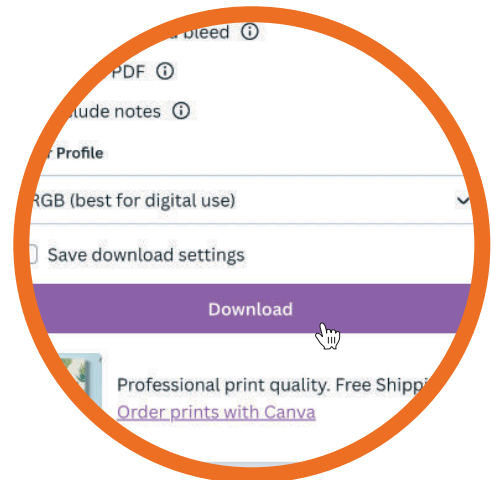 bleed
PDF
notes
Profile
RGB (best for digital use)
Save download settings
Download
Professional print quality. Free
Order prints with Canva